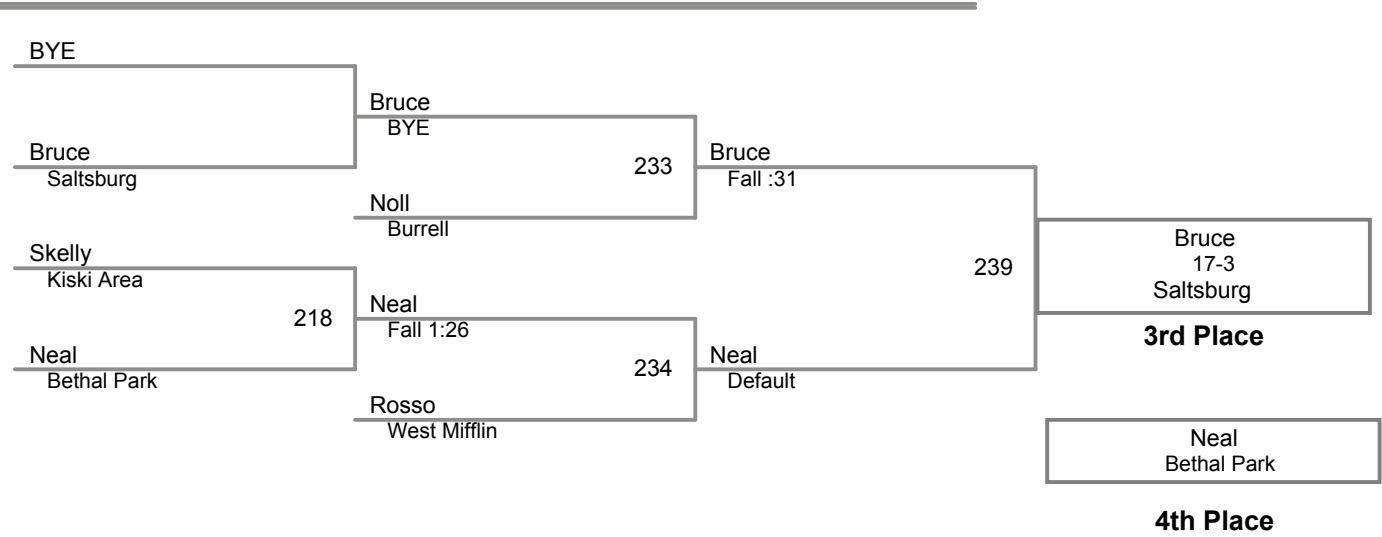 BYE
Bruce
BYE
Bruce
Saltsburg
233
Bruce
Fall :31
Noll
Burrell
Skelly
Kiski Area
239
Bruce
17-3
Saltsburg
218
Neal
Fall 1:26
3rd Place
Neal
Bethal Park
234
Neal
Default
Rosso
West Mifflin
Neal
Bethal Park
4th Place